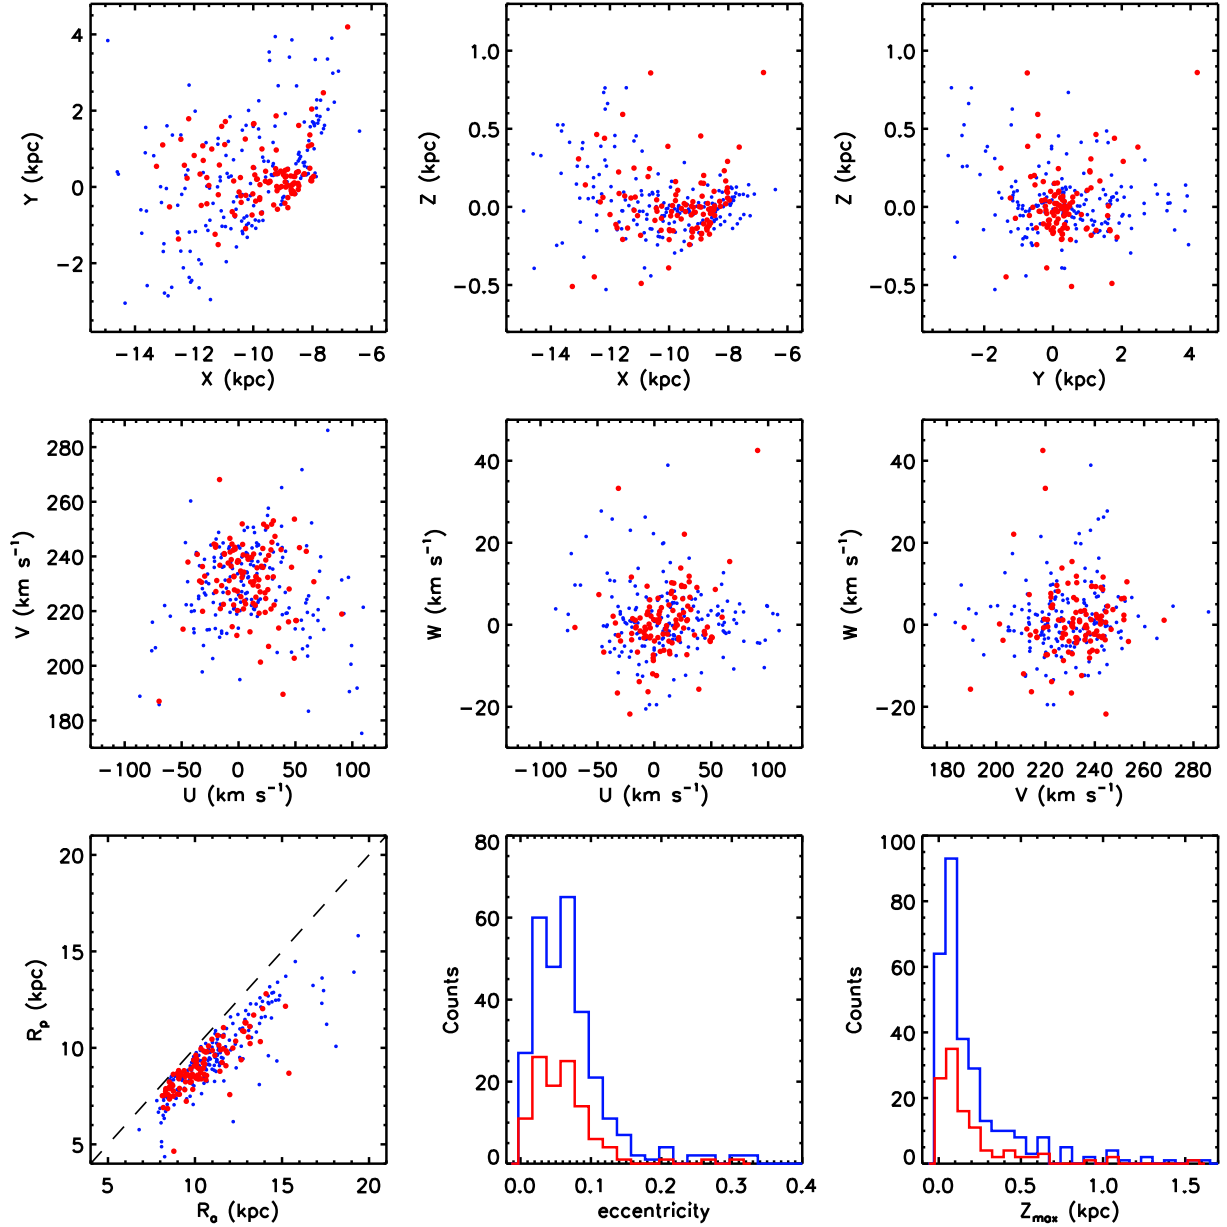 4
2
0
−2
Y (kpc)
−14 −12 −10 −8 −6
X (kpc)
1.0
0.5
0.0
−0.5
Z (kpc)
−14 −12 −10 −8 −6
X (kpc)
1.0
0.5
0.0
−0.5
Z (kpc)
−2 0 2 4
Y (kpc)
280
260
240
220
200
180
V (km s⁻¹)
−100 −50 0 50 100
U (km s⁻¹)
40
20
0
−20
W (km s⁻¹)
−100 −50 0 50 100
U (km s⁻¹)
40
20
0
−20
W (km s⁻¹)
180 200 220 240 260 280
V (km s⁻¹)
20
15
10
5
Rₚ (kpc)
5 10 15 20
Rₐ (kpc)
80
60
40
20
0
Counts
0.0 0.1 0.2 0.3 0.4
eccentricity
100
80
60
40
20
0
Counts
0.0 0.5 1.0 1.5
Zmax (kpc)